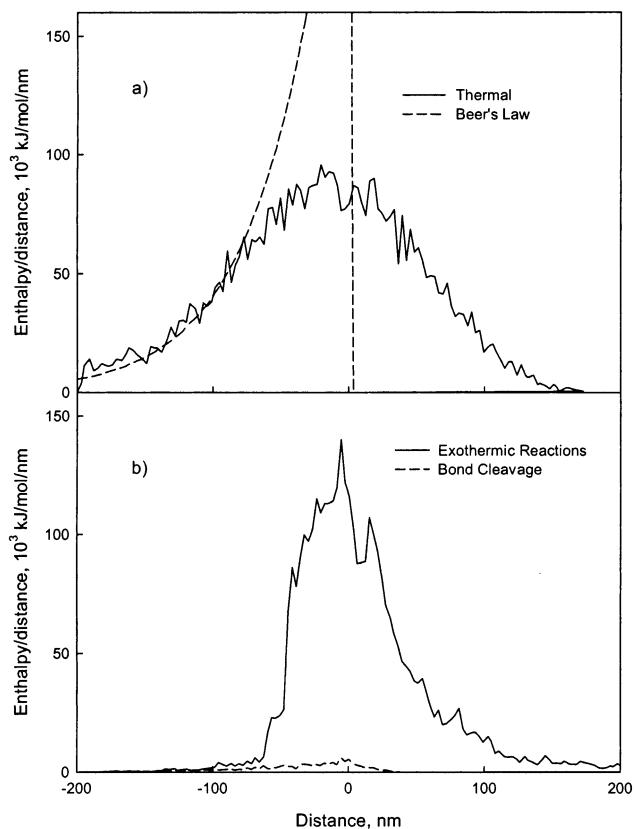 150
a)
Thermal
Beer's Law
100
Enthalpy/distance, 10³ kJ/mol/nm
50
0
150
b)
Exothermic Reactions
Bond Cleavage
100
Enthalpy/distance, 10³ kJ/mol/nm
50
0
-200 -100 0 100 200
Distance, nm